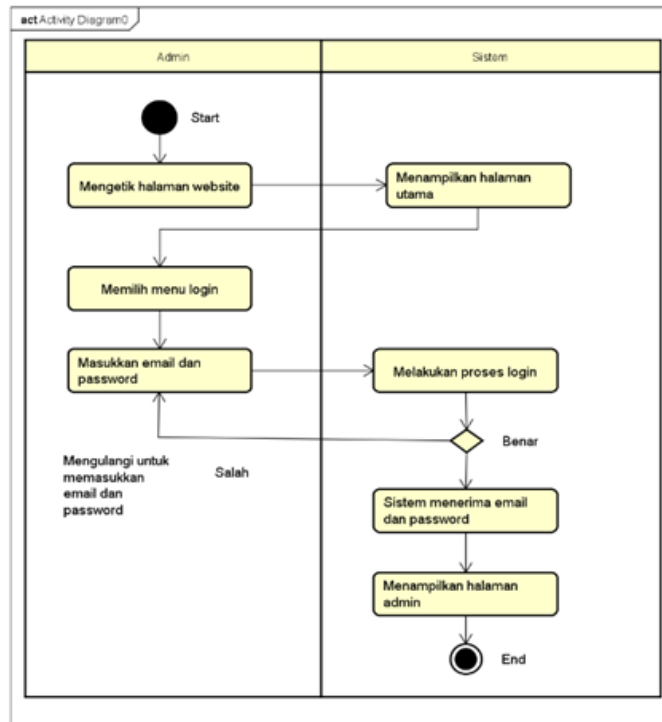 act Activity Diagram0
Admin
Sistem
Start
Mengetik halaman website
Menampilkan halaman
utama
Memilih menu login
Masukkan email dan
password
Melakukan proses login
Benar
Mengulangi untuk
memasukkan
email dan
password
Salah
Sistem menerima email
dan password
Menampilkan halaman
admin
End